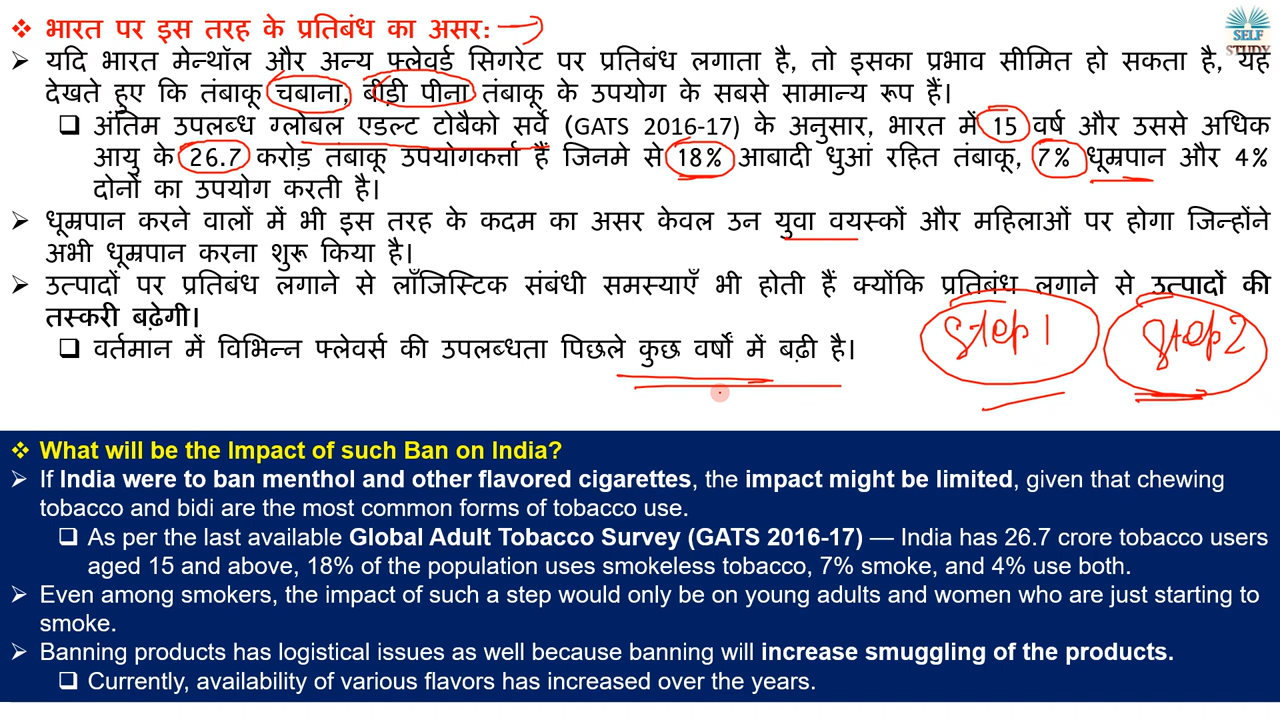 ❖ भारत पर इस तरह के प्रतिबंध का असर:
SELF
STUDY
➢ यदि भारत मेन्थॉल और अन्य फ्लेवर्ड सिगरेट पर प्रतिबंध लगाता है, तो इसका प्रभाव सीमित हो सकता है, यह
देखते हुए कि तंबाकू चबाना, बीड़ी पीना तंबाकू के उपयोग के सबसे सामान्य रूप हैं।
❑ अंतिम उपलब्ध ग्लोबल एडल्ट टोबैको सर्वे (GATS 2016-17) के अनुसार, भारत में 15 वर्ष और उससे अधिक
आयु के 26.7 करोड़ तंबाकू उपयोगकर्त्ता हैं जिनमे से 18% आबादी धुआं रहित तंबाकू, 7% धूम्रपान और 4%
दोनों का उपयोग करती है।
➢ धूम्रपान करने वालों में भी इस तरह के कदम का असर केवल उन युवा वयस्कों और महिलाओं पर होगा जिन्होंने
अभी धूम्रपान करना शुरू किया है।
➢ उत्पादों पर प्रतिबंध लगाने से लॉजिस्टिक संबंधी समस्याएँ भी होती हैं क्योंकि प्रतिबंध लगाने से उत्पादों की
तस्करी बढ़ेगी।
❑ वर्तमान में विभिन्न फ्लेवर्स की उपलब्धता पिछले कुछ वर्षों में बढ़ी है।
Step 1 Step 2
❖ What will be the Impact of such Ban on India?
➢ If India were to ban menthol and other flavored cigarettes, the impact might be limited, given that chewing
tobacco and bidi are the most common forms of tobacco use.
❑ As per the last available Global Adult Tobacco Survey (GATS 2016-17) — India has 26.7 crore tobacco users
aged 15 and above, 18% of the population uses smokeless tobacco, 7% smoke, and 4% use both.
➢ Even among smokers, the impact of such a step would only be on young adults and women who are just starting to
smoke.
➢ Banning products has logistical issues as well because banning will increase smuggling of the products.
❑ Currently, availability of various flavors has increased over the years.